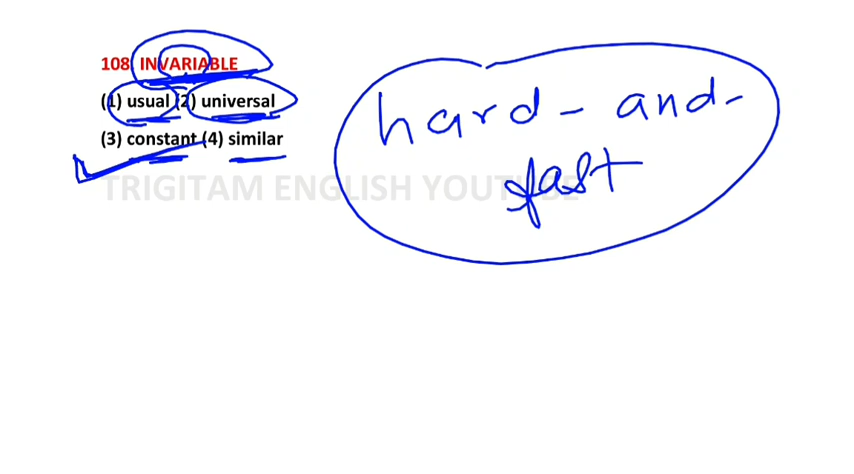 108 INVARIABLE
(1) usual (2) universal
(3) constant (4) similar
hard-and-
fast
TRIGITAM ENGLISH YOUTUBE